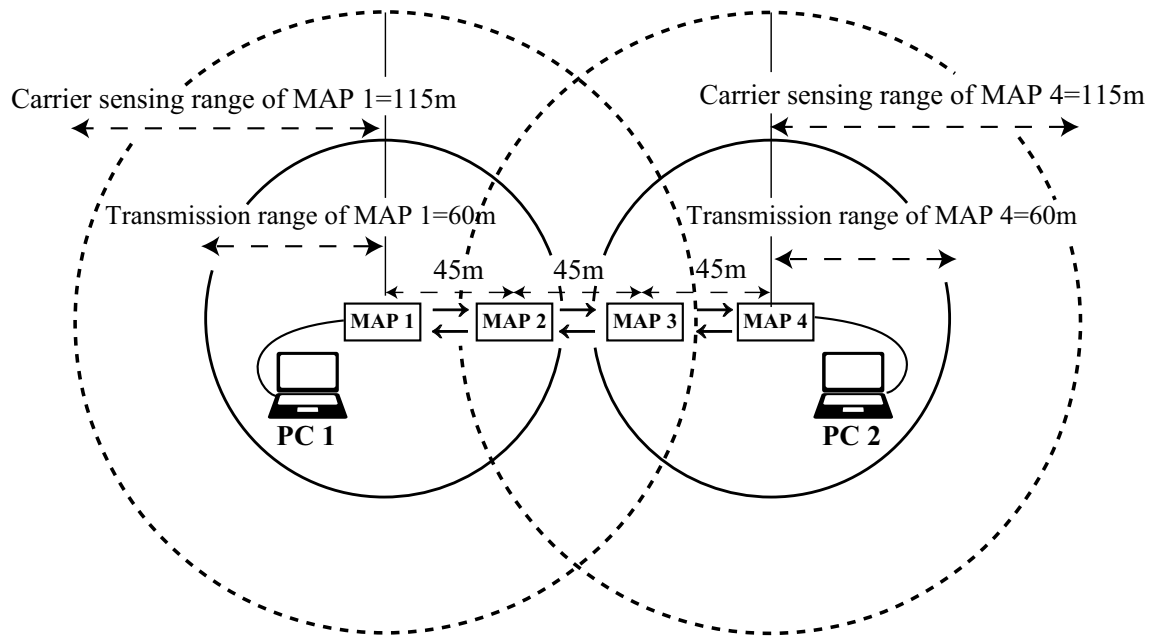 Carrier sensing range of MAP 1=115m
Carrier sensing range of MAP 4=115m
Transmission range of MAP 1=60m
Transmission range of MAP 4=60m
45m
45m
45m
MAP 1
MAP 2
MAP 3
MAP 4
PC 1
PC 2